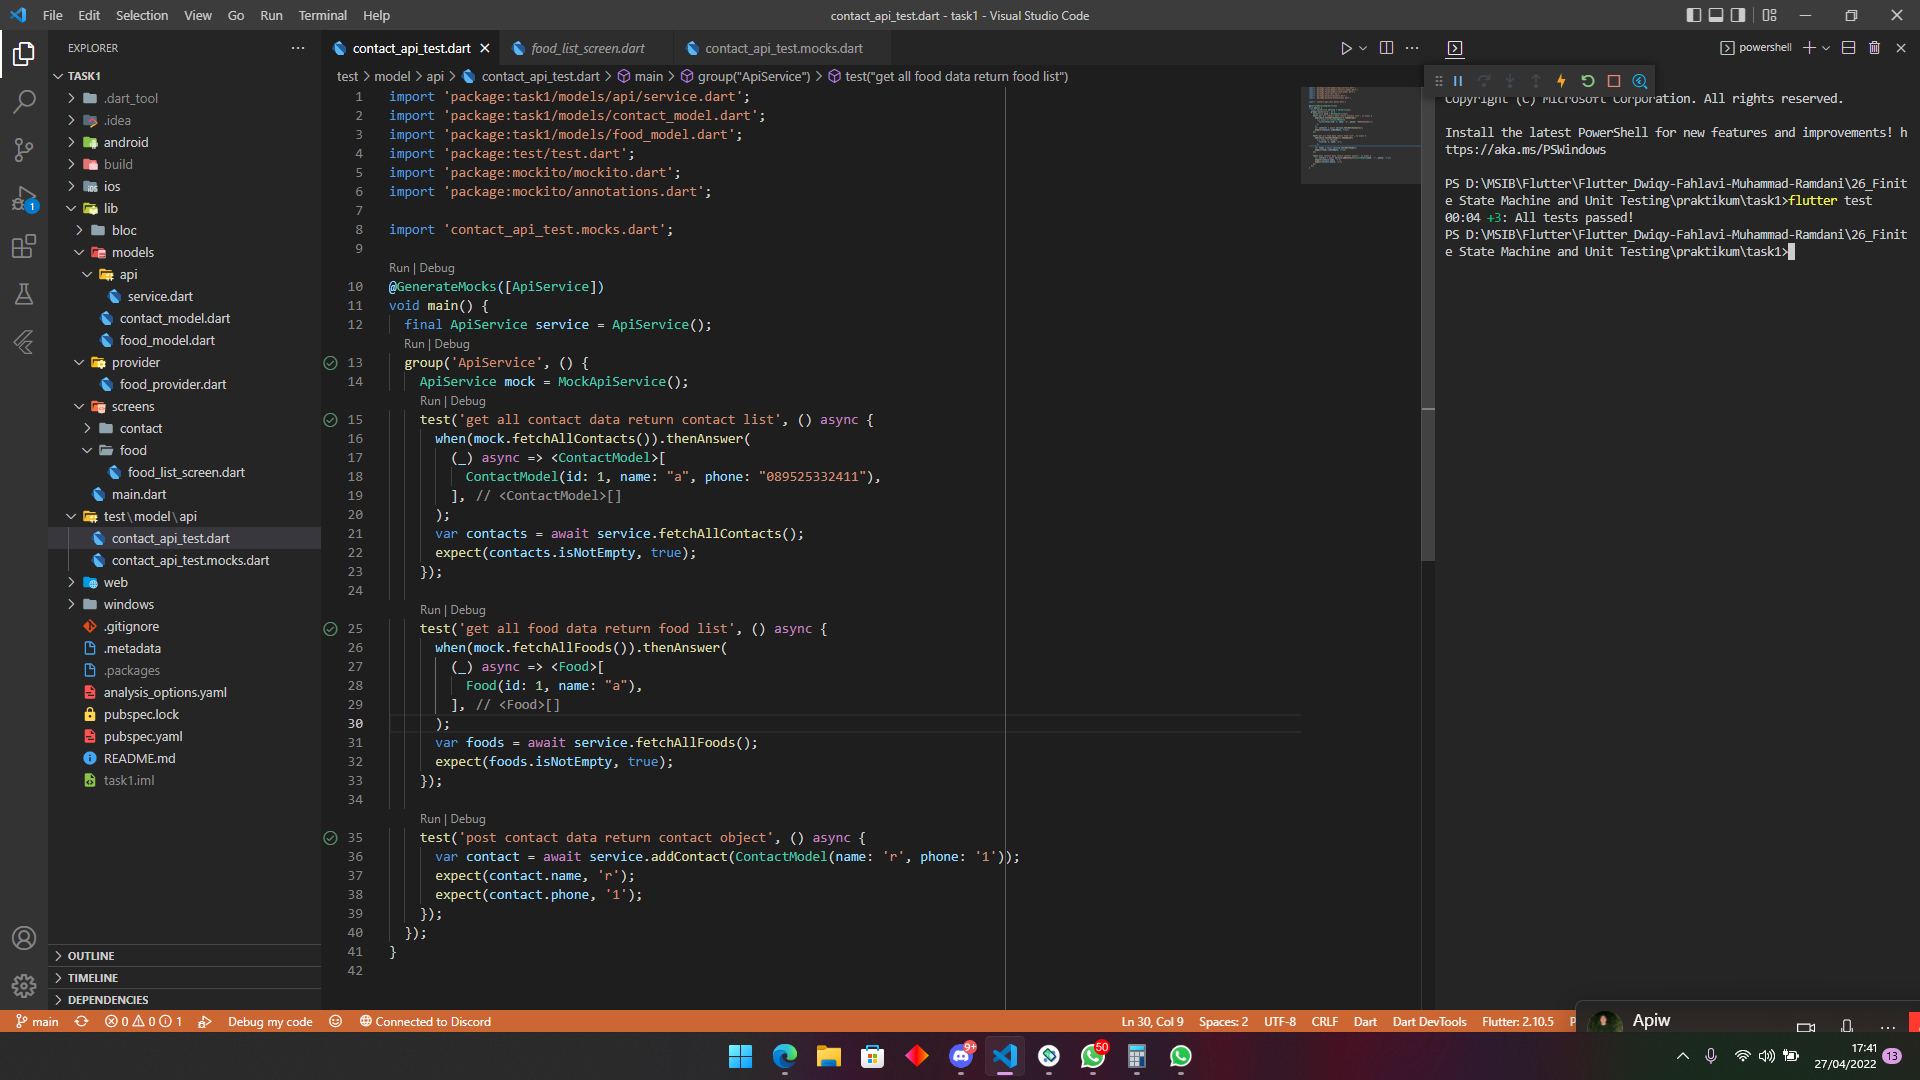 File Edit Selection View Go Run Terminal Help
contact_api_test.dart - task1 - Visual Studio Code
EXPLORER
TASK1
.dart_tool
.idea
android
build
ios
lib
bloc
models
api
service.dart
contact_model.dart
food_model.dart
provider
food_provider.dart
screens
contact
food
food_list_screen.dart
main.dart
test\model\api
contact_api_test.dart
contact_api_test.mocks.dart
web
windows
.gitignore
.metadata
.packages
analysis_options.yaml
pubspec.lock
pubspec.yaml
README.md
task1.iml
OUTLINE
TIMELINE
DEPENDENCIES
contact_api_test.dart food_list_screen.dart contact_api_test.mocks.dart
test > model > api > contact_api_test.dart > main > group("ApiService") > test("get all food data return food list")
1 import 'package:task1/models/api/service.dart';
2 import 'package:task1/models/contact_model.dart';
3 import 'package:task1/models/food_model.dart';
4 import 'package:test/test.dart';
5 import 'package:mockito/mockito.dart';
6 import 'package:mockito/annotations.dart';
7
8 import 'contact_api_test.mocks.dart';
9
Run | Debug
10 @GenerateMocks([ApiService])
11 void main() {
12 final ApiService service = ApiService();
Run | Debug
13 group('ApiService', () {
14 ApiService mock = MockApiService();
Run | Debug
15 test('get all contact data return contact list', () async {
16 when(mock.fetchAllContacts()).thenAnswer(
17 (_) async => <ContactModel>[
18 ContactModel(id: 1, name: "a", phone: "089525332411"),
19 ], // <ContactModel>[]
20 );
21 var contacts = await service.fetchAllContacts();
22 expect(contacts.isNotEmpty, true);
23 });
24
Run | Debug
25 test('get all food data return food list', () async {
26 when(mock.fetchAllFoods()).thenAnswer(
27 (_) async => <Food>[
28 Food(id: 1, name: "a"),
29 ], // <Food>[]
30 );
31 var foods = await service.fetchAllFoods();
32 expect(foods.isNotEmpty, true);
33 });
34
Run | Debug
35 test('post contact data return contact object', () async {
36 var contact = await service.addContact(ContactModel(name: 'r', phone: '1'));
37 expect(contact.name, 'r');
38 expect(contact.phone, '1');
39 });
40 });
41 }
42
powershell
Copyright (C) Microsoft Corporation. All rights reserved.
Install the latest PowerShell for new features and improvements! h
ttps://aka.ms/PSWindows
PS D:\MSIB\Flutter\Flutter_Dwiqy-Fahlavi-Muhammad-Ramdani\26_Finit
e State Machine and Unit Testing\praktikum\task1>flutter test
00:04 +3: All tests passed!
PS D:\MSIB\Flutter\Flutter_Dwiqy-Fahlavi-Muhammad-Ramdani\26_Finit
e State Machine and Unit Testing\praktikum\task1>
1
main 0 0 1 Debug my code Connected to Discord
Ln 30, Col 9 Spaces: 2 UTF-8 CRLF Dart Dart DevTools Flutter: 2.10.5 P
Apiw
9+ 50
17:41
27/04/2022
13